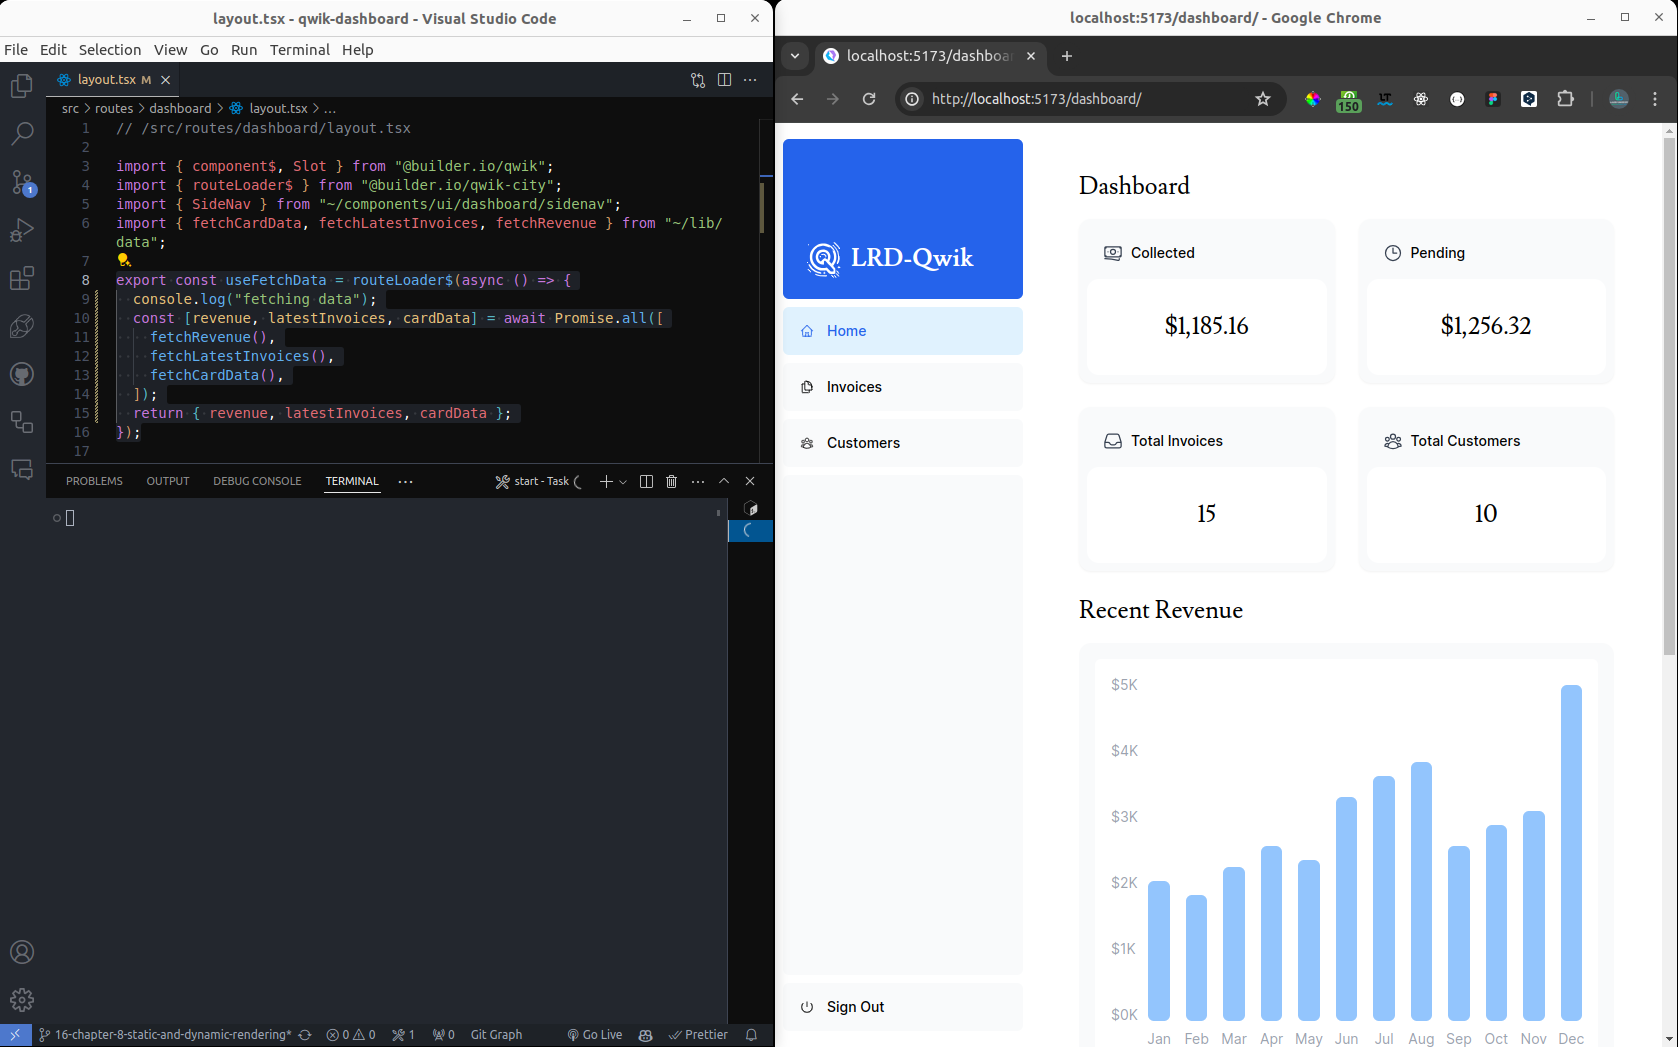 layout.tsx - qwik-dashboard - Visual Studio Code
File Edit Selection View Go Run Terminal Help
layout.tsx M
src > routes > dashboard > layout.tsx > ...
1 // /src/routes/dashboard/layout.tsx
2
3 import { component$, Slot } from "@builder.io/qwik";
4 import { routeLoader$ } from "@builder.io/qwik-city";
5 import { SideNav } from "~/components/ui/dashboard/sidenav";
6 import { fetchCardData, fetchLatestInvoices, fetchRevenue } from "~/lib/
data";
7
8 export const useFetchData = routeLoader$(async () => {
9 console.log("fetching data");
10 const [revenue, latestInvoices, cardData] = await Promise.all([
11 fetchRevenue(),
12 fetchLatestInvoices(),
13 fetchCardData(),
14 ]);
15 return { revenue, latestInvoices, cardData };
16 });
17
PROBLEMS OUTPUT DEBUG CONSOLE TERMINAL ...
start - Task
1
16-chapter-8-static-and-dynamic-rendering* 0 0 1 0 Git Graph Go Live Prettier
localhost:5173/dashboard/ - Google Chrome
localhost:5173/dashboa
http://localhost:5173/dashboard/
150
LRD-Qwik
Home
Invoices
Customers
Sign Out
Dashboard
Collected
$1,185.16
Pending
$1,256.32
Total Invoices
15
Total Customers
10
Recent Revenue
$5K
$4K
$3K
$2K
$1K
$0K
Jan Feb Mar Apr May Jun Jul Aug Sep Oct Nov Dec